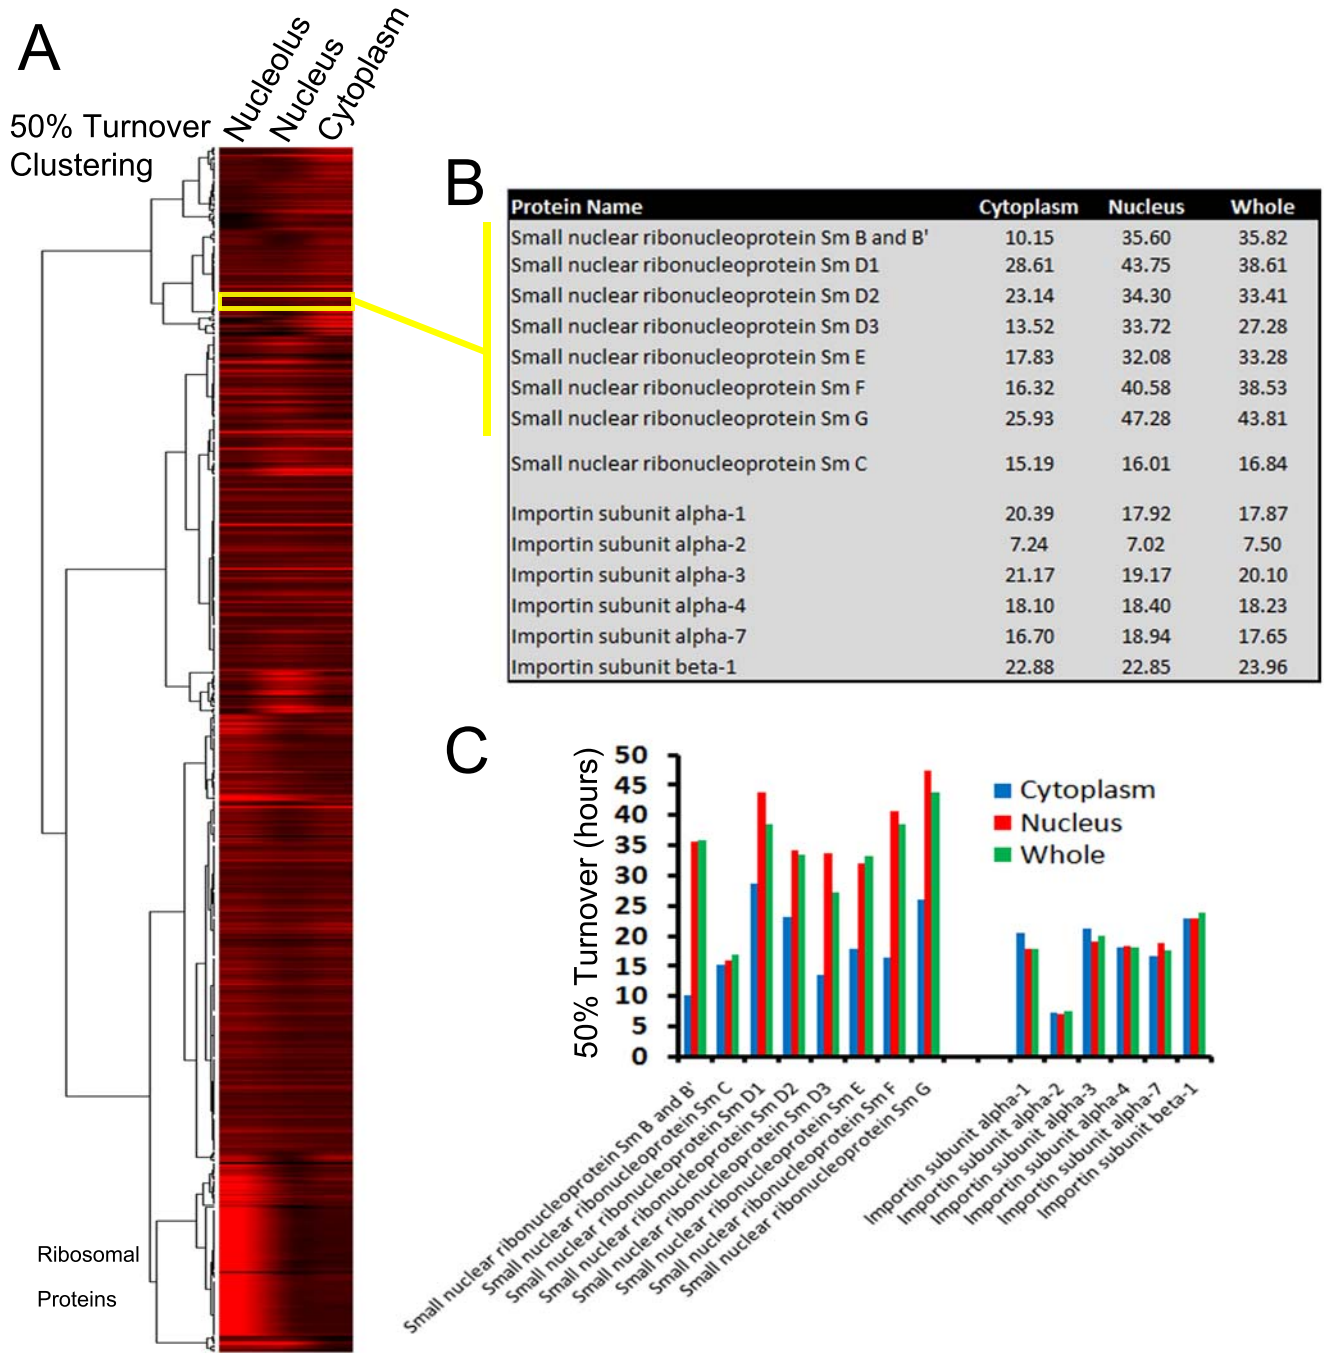 A
Nucleolus
Nucleus
Cytoplasm
50% Turnover
Clustering
Ribosomal
Proteins
B
Protein Name Cytoplasm Nucleus Whole
Small nuclear ribonucleoprotein Sm B and B' 10.15 35.60 35.82
Small nuclear ribonucleoprotein Sm D1 28.61 43.75 38.61
Small nuclear ribonucleoprotein Sm D2 23.14 34.30 33.41
Small nuclear ribonucleoprotein Sm D3 13.52 33.72 27.28
Small nuclear ribonucleoprotein Sm E 17.83 32.08 33.28
Small nuclear ribonucleoprotein Sm F 16.32 40.58 38.53
Small nuclear ribonucleoprotein Sm G 25.93 47.28 43.81
Small nuclear ribonucleoprotein Sm C 15.19 16.01 16.84
Importin subunit alpha-1 20.39 17.92 17.87
Importin subunit alpha-2 7.24 7.02 7.50
Importin subunit alpha-3 21.17 19.17 20.10
Importin subunit alpha-4 18.10 18.40 18.23
Importin subunit alpha-7 16.70 18.94 17.65
Importin subunit beta-1 22.88 22.85 23.96
C
50% Turnover (hours)
50
45
40
35
30
25
20
15
10
5
0
Cytoplasm
Nucleus
Whole
Small nuclear ribonucleoprotein Sm B and B'
Small nuclear ribonucleoprotein Sm C
Small nuclear ribonucleoprotein Sm D1
Small nuclear ribonucleoprotein Sm D2
Small nuclear ribonucleoprotein Sm D3
Small nuclear ribonucleoprotein Sm E
Small nuclear ribonucleoprotein Sm F
Small nuclear ribonucleoprotein Sm G
Importin subunit alpha-1
Importin subunit alpha-2
Importin subunit alpha-3
Importin subunit alpha-4
Importin subunit alpha-7
Importin subunit beta-1